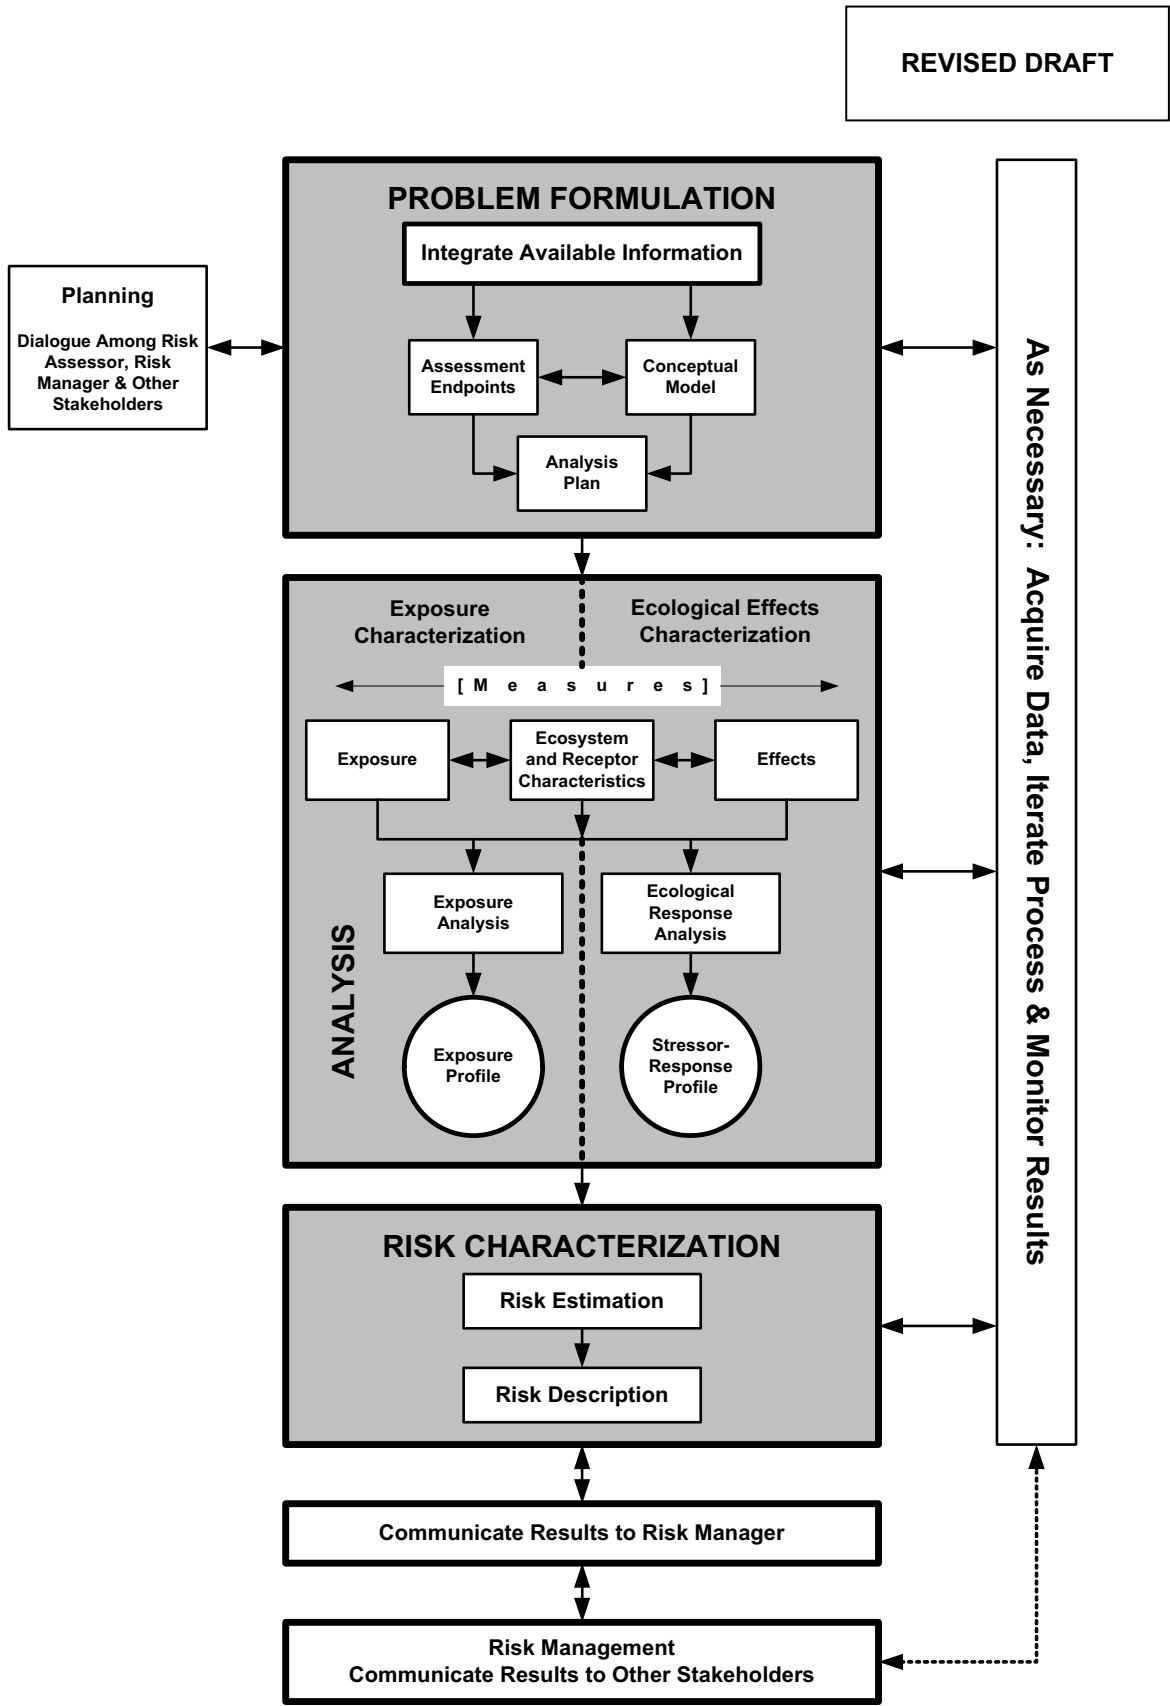 REVISED DRAFT
PROBLEM FORMULATION
Integrate Available Information
Planning
Dialogue Among Risk
Assessor, Risk
Manager & Other
Stakeholders
Assessment
Endpoints
Conceptual
Model
Analysis
Plan
As Necessary: Acquire Data, Iterate Process & Monitor Results
Exposure
Characterization
Ecological Effects
Characterization
[ M e a s u r e s ]
Exposure
Ecosystem
and Receptor
Characteristics
Effects
ANALYSIS
Exposure
Analysis
Ecological
Response
Analysis
Exposure
Profile
Stressor-
Response
Profile
RISK CHARACTERIZATION
Risk Estimation
Risk Description
Communicate Results to Risk Manager
Risk Management
Communicate Results to Other Stakeholders